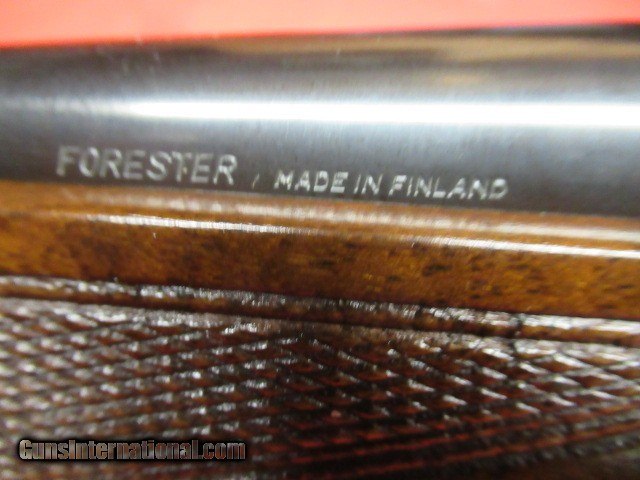 FORESTER , MADE IN FINLAND
GunsInternational.com